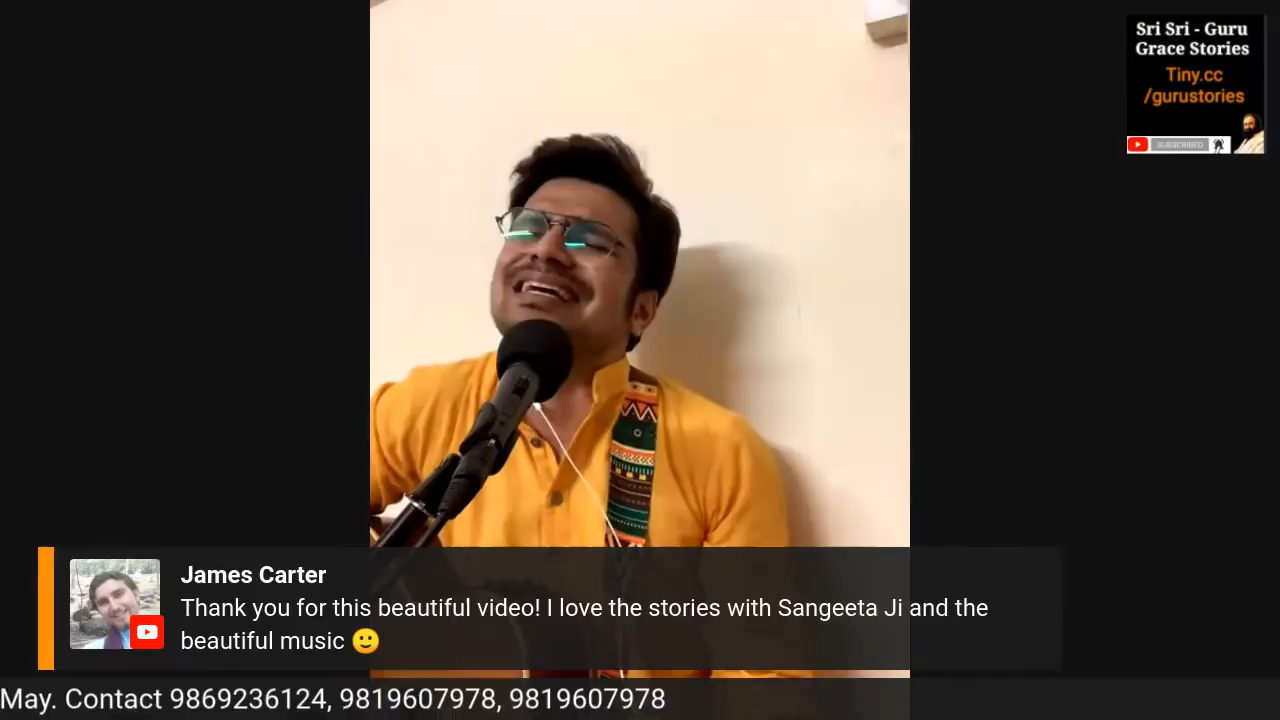 Sri Sri - Guru
Grace Stories
Tiny.cc
/gurustories
SUBSCRIBED
James Carter
Thank you for this beautiful video! I love the stories with Sangeeta Ji and the
beautiful music 🙂
May. Contact 9869236124, 9819607978, 9819607978